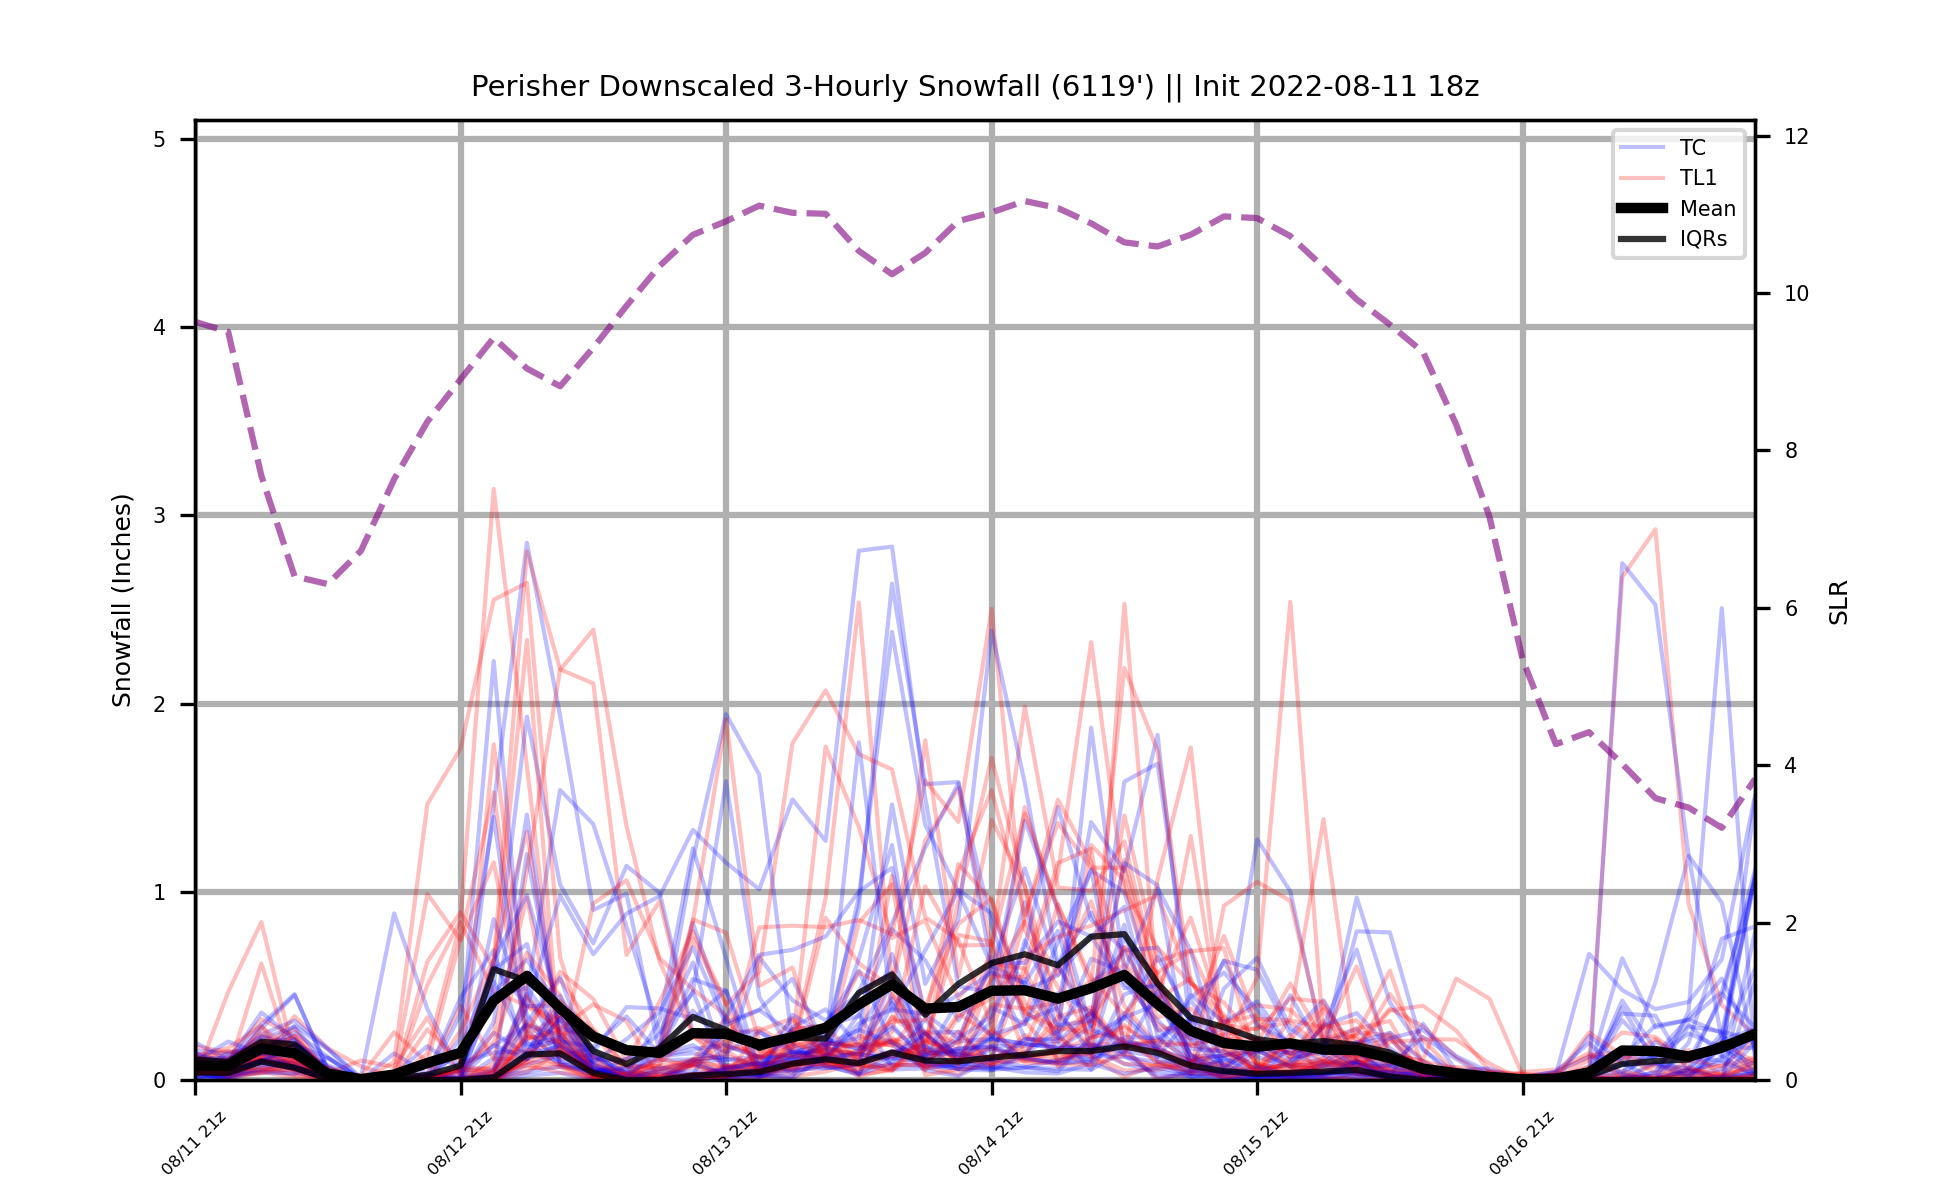 Perisher Downscaled 3-Hourly Snowfall (6119') || Init 2022-08-11 18z
Snowfall (Inches)
5
4
3
2
1
0
12
10
8
6
4
2
0
SLR
TC
TL1
Mean
IQRs
08/11 21z
08/12 21z
08/13 21z
08/14 21z
08/15 21z
08/16 21z